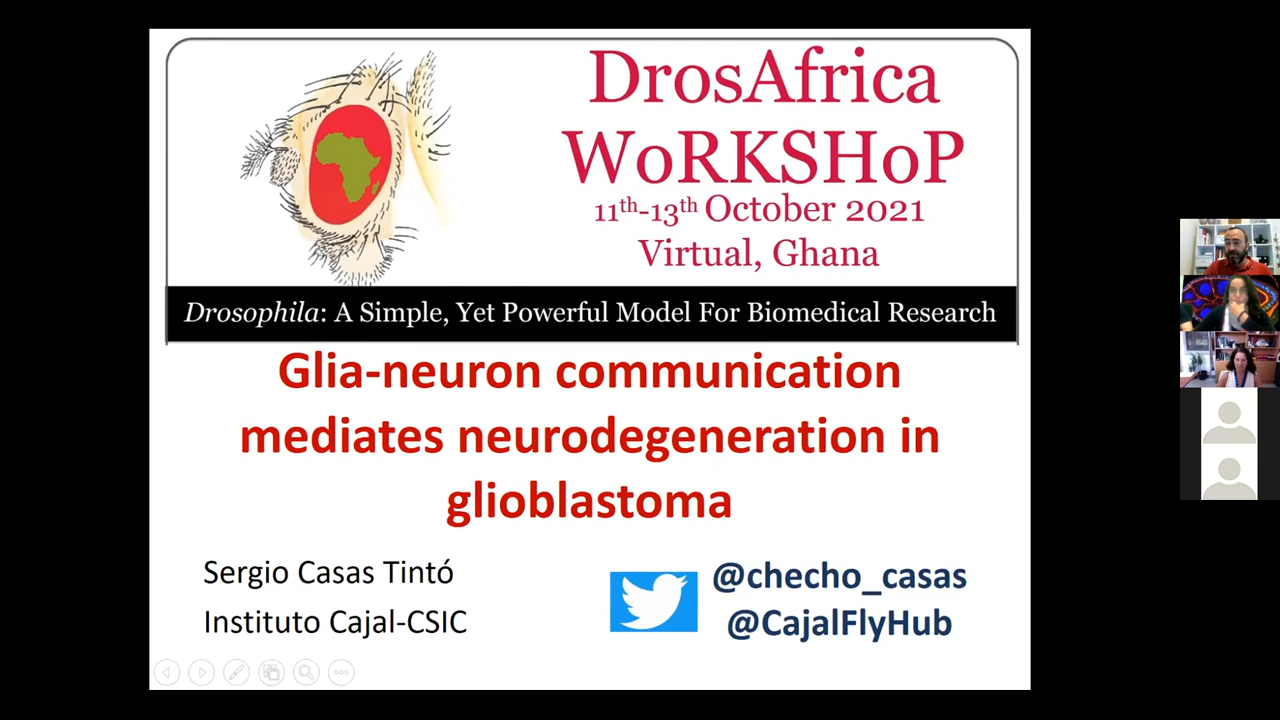 DrosAfrica
WoRKSHoP
11th-13th October 2021
Virtual, Ghana
Drosophila: A Simple, Yet Powerful Model For Biomedical Research
Glia-neuron communication
mediates neurodegeneration in
glioblastoma
Sergio Casas Tintó
Instituto Cajal-CSIC
@checho_casas
@CajalFlyHub